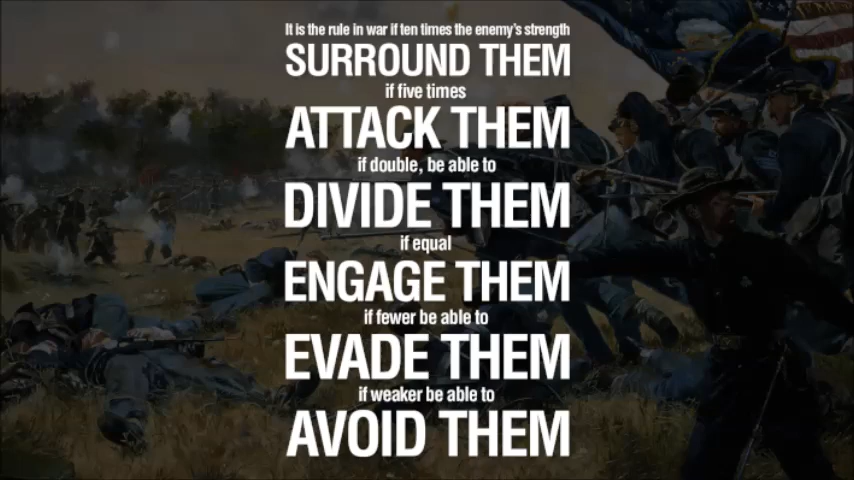 It is the rule in war if ten times the enemy's strength
SURROUND THEM
if five times
ATTACK THEM
if double, be able to
DIVIDE THEM
if equal
ENGAGE THEM
if fewer be able to
EVADE THEM
if weaker be able to
AVOID THEM